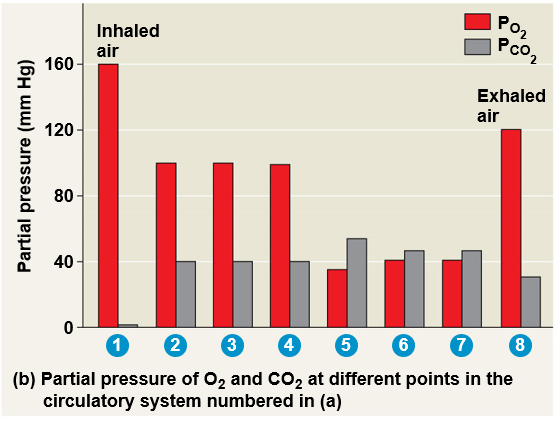 Inhaled
air
PO2
PCO2
Exhaled
air
Partial pressure (mm Hg)
160
120
80
40
0
1 2 3 4 5 6 7 8
(b) Partial pressure of O2 and CO2 at different points in the
circulatory system numbered in (a)